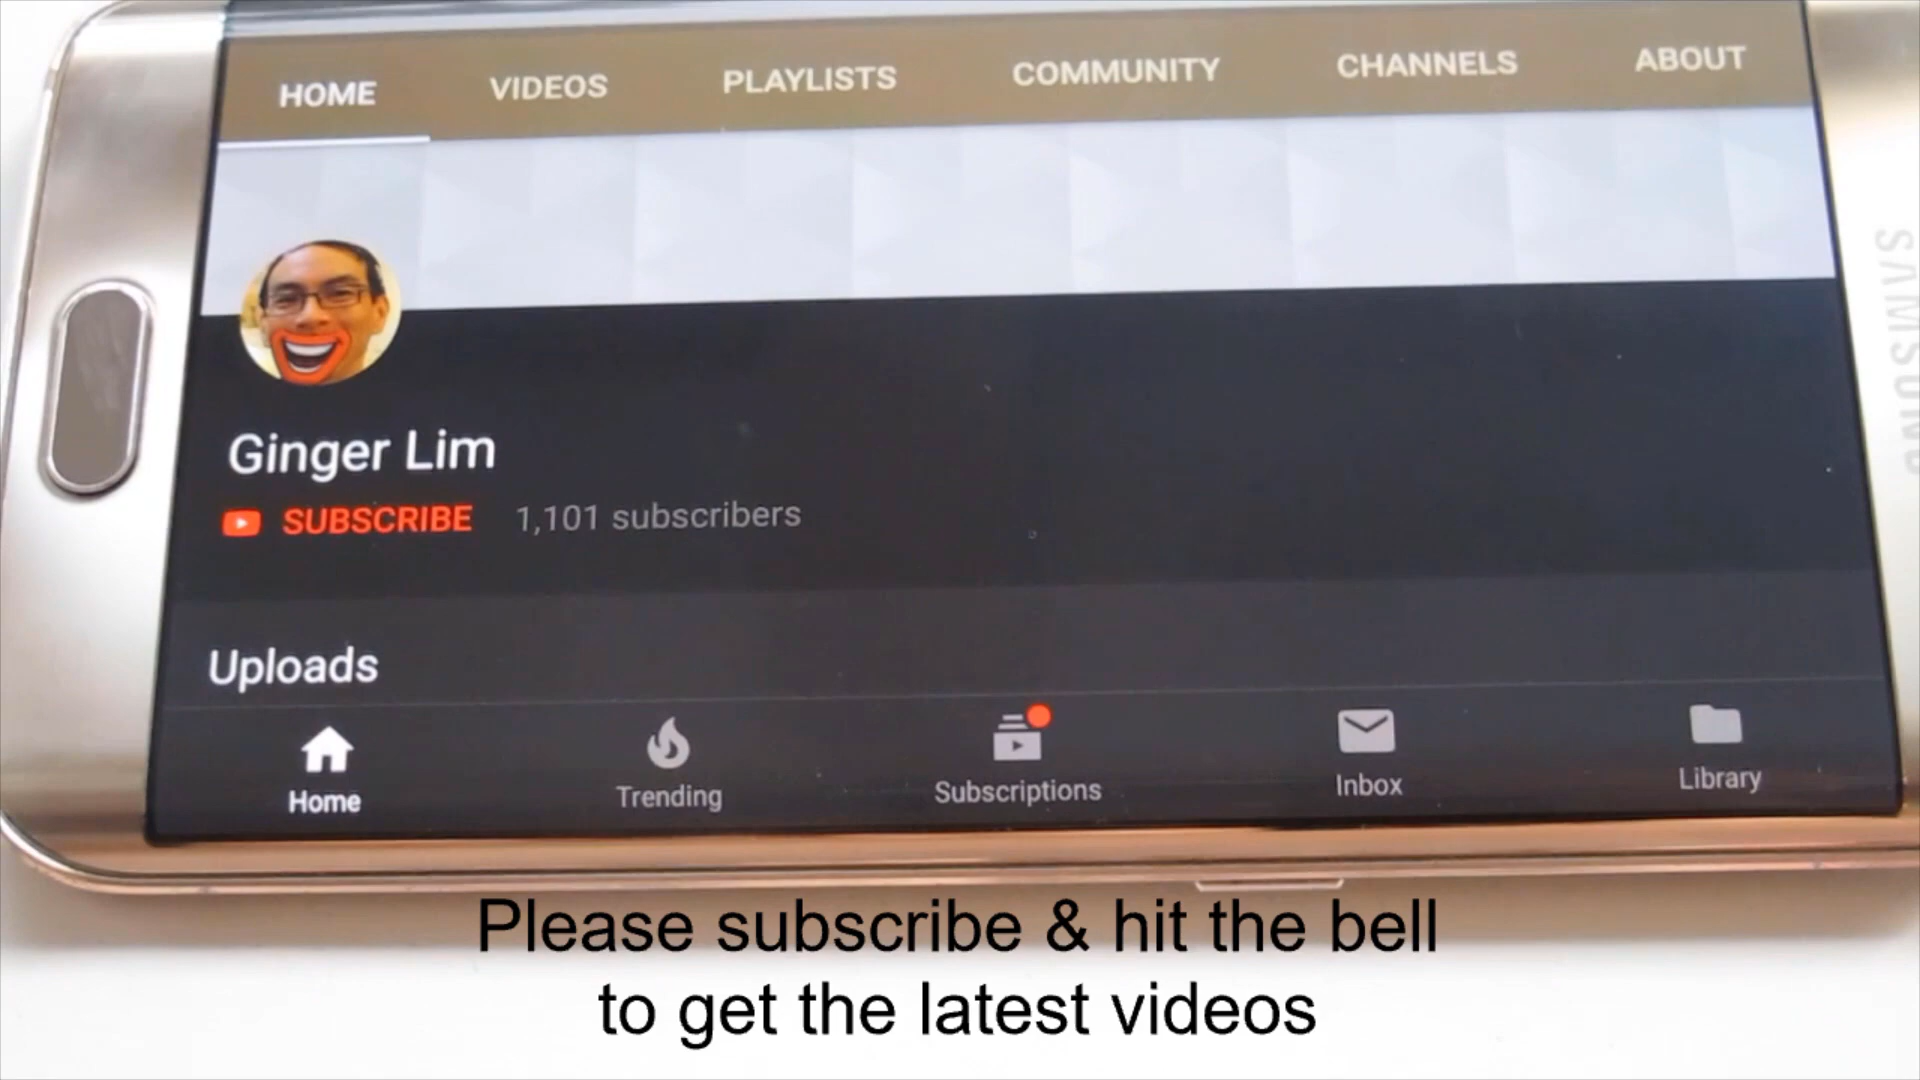 HOME VIDEOS PLAYLISTS COMMUNITY CHANNELS ABOUT
Ginger Lim
SUBSCRIBE 1,101 subscribers
Uploads
Home Trending Subscriptions Inbox Library
SAMSUNG
Please subscribe & hit the bell
to get the latest videos